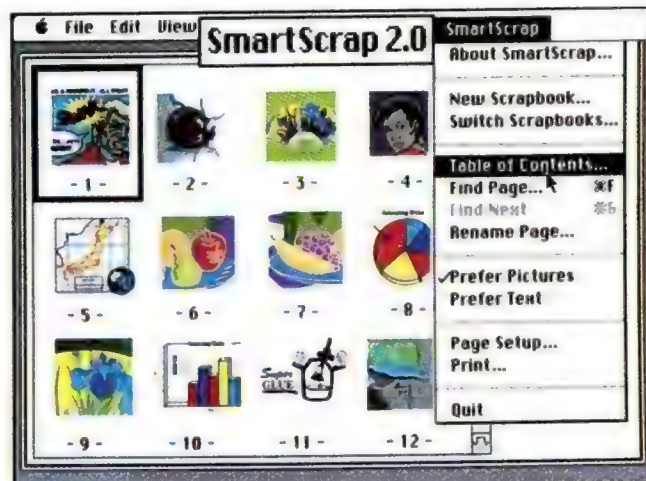 File Edit View
SmartScrap 2.0
SmartScrap
About SmartScrap...
New Scrapbook...
Switch Scrapbooks...
Table of Contents...
Find Page... ⌘F
Find Next ⌘G
Rename Page...
✓Prefer Pictures
Prefer Text
Page Setup...
Print...
Quit
- 1 -
- 2 -
- 3 -
- 4 -
- 5 -
- 6 -
- 7 -
- 8 -
- 9 -
- 10 -
Super
GLUE
- 11 -
- 12 -